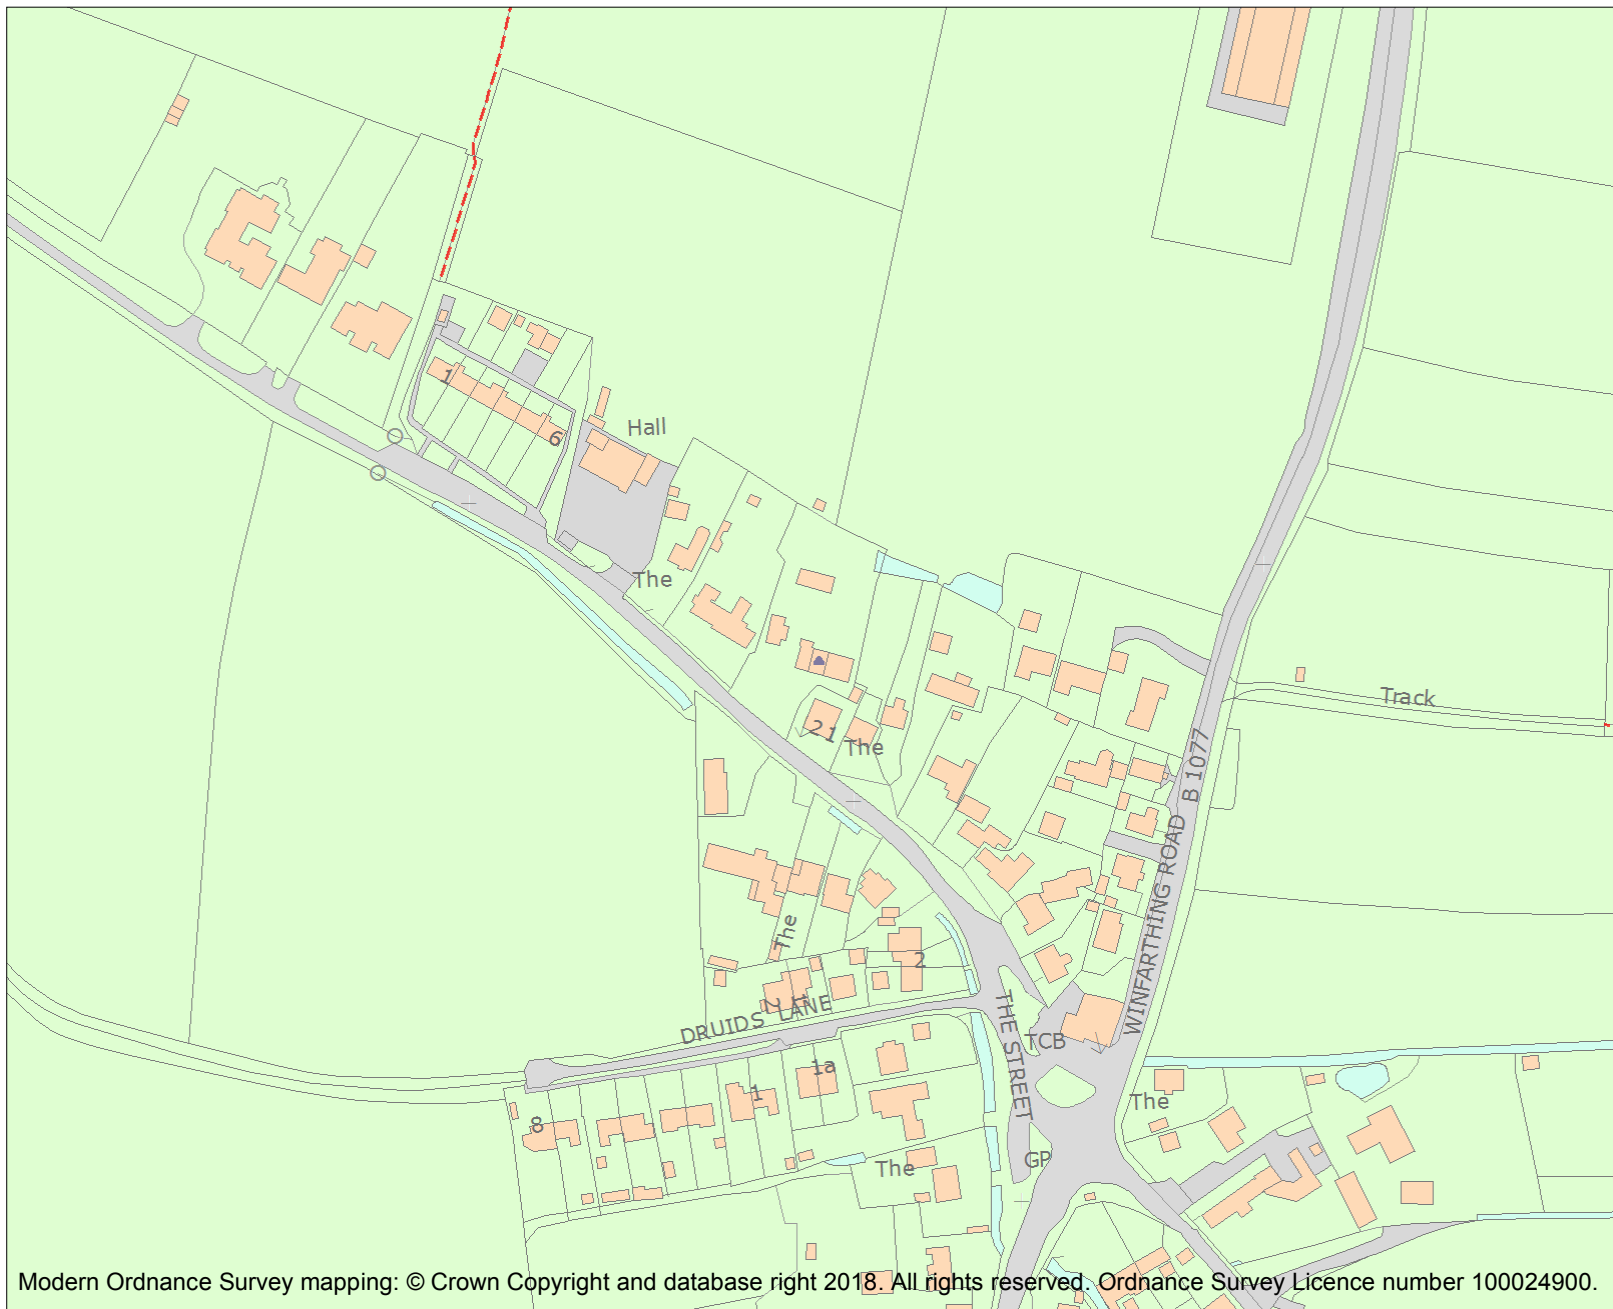 1
6
Hall
The
Track
21
The
WINFARTHING ROAD B 1077
The
2
2
1
DRUIDS' LANE
THE STREET
TCB
1a
1
8
The
The
GP
Modern Ordnance Survey mapping: © Crown Copyright and database right 2018. All rights reserved. Ordnance Survey Licence number 100024900.